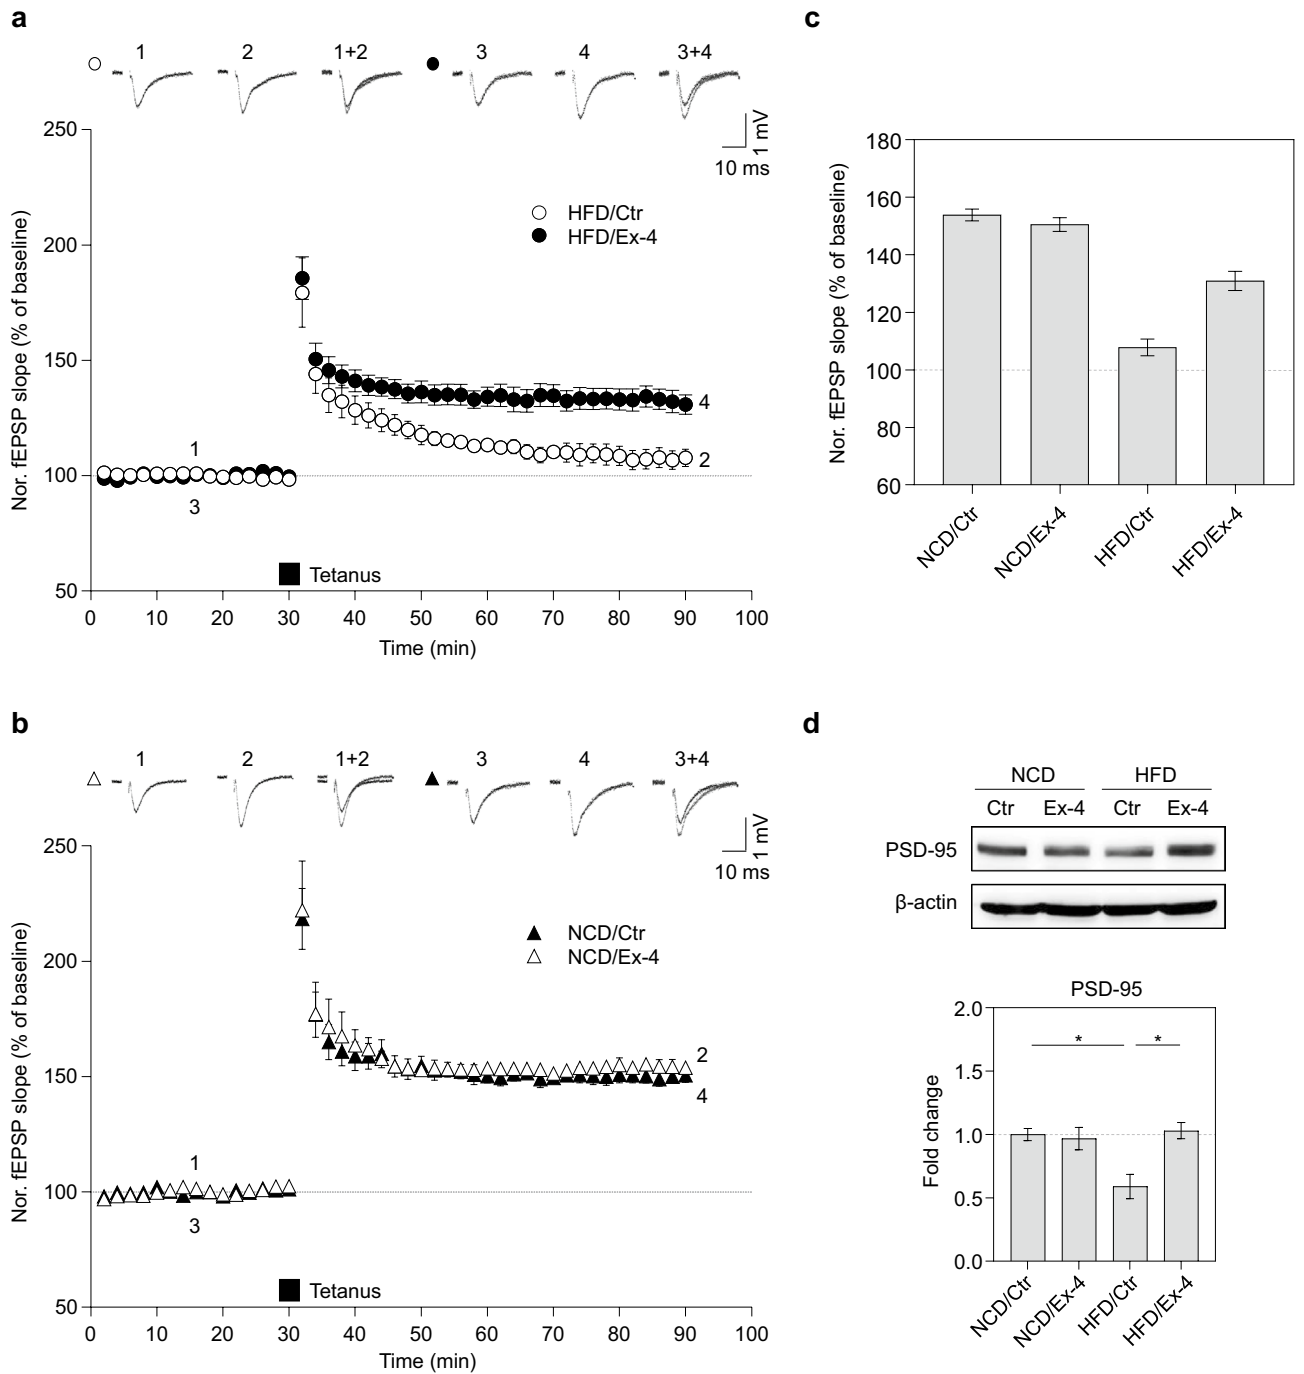 a
1 2 1+2 3 4 3+4
1 mV
10 ms
Nor. fEPSP slope (% of baseline)
250
200
150
100
50
HFD/Ctr
HFD/Ex-4
4
2
1
3
Tetanus
0 10 20 30 40 50 60 70 80 90 100
Time (min)
b
1 2 1+2 3 4 3+4
1 mV
10 ms
Nor. fEPSP slope (% of baseline)
250
200
150
100
50
NCD/Ctr
NCD/Ex-4
2
4
1
3
Tetanus
0 10 20 30 40 50 60 70 80 90 100
Time (min)
c
Nor. fEPSP slope (% of baseline)
180
160
140
120
100
80
60
NCD/Ctr
NCD/Ex-4
HFD/Ctr
HFD/Ex-4
d
NCD HFD
Ctr Ex-4 Ctr Ex-4
PSD-95
β-actin
PSD-95
Fold change
2.0
1.5
1.0
0.5
0.0
* *
NCD/Ctr
NCD/Ex-4
HFD/Ctr
HFD/Ex-4